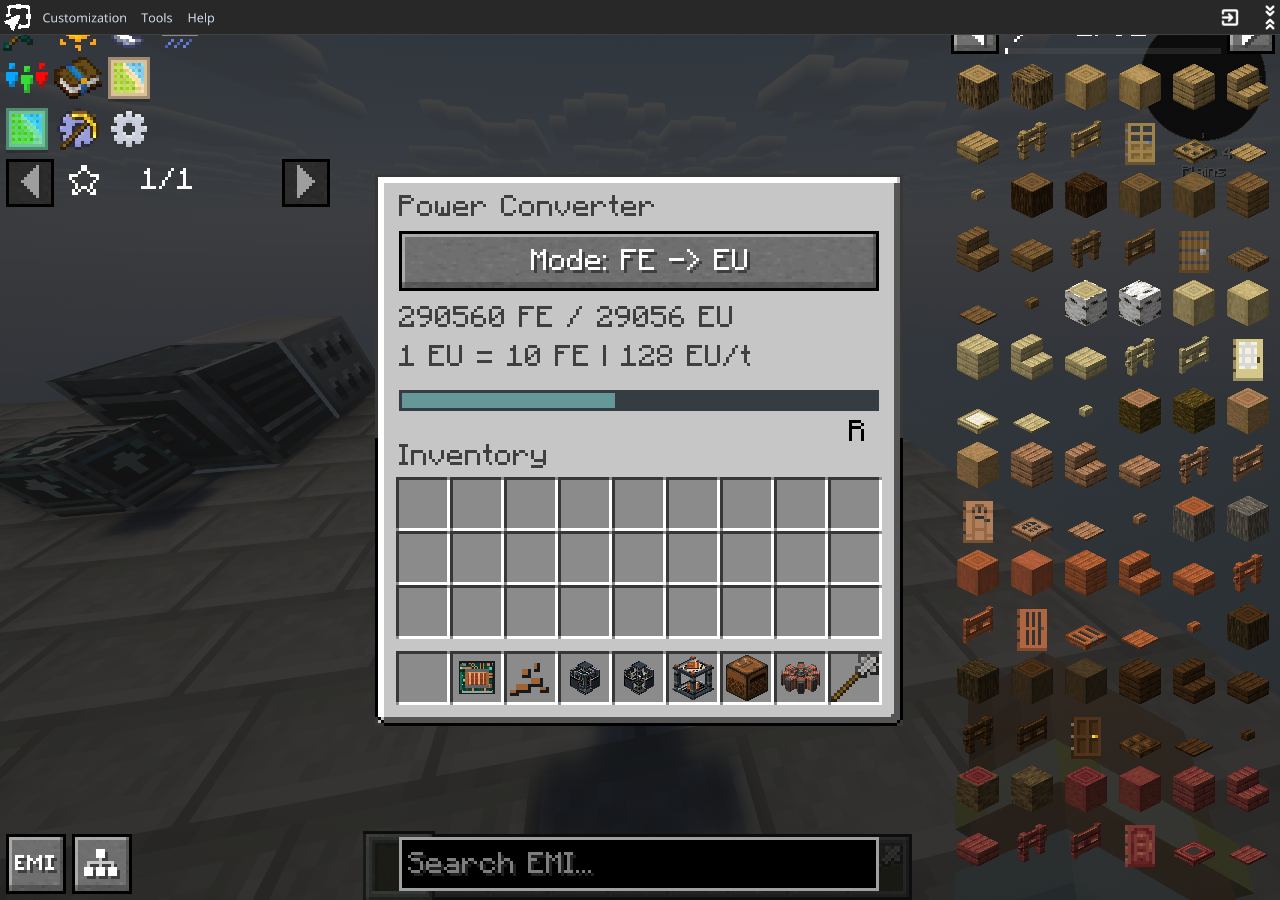 Customization Tools Help
1/1
Plains
Power Converter
Mode: FE -> EU
290560 FE / 29056 EU
1 EU = 10 FE | 128 EU/t
R
Inventory
EMI
Search EMI...